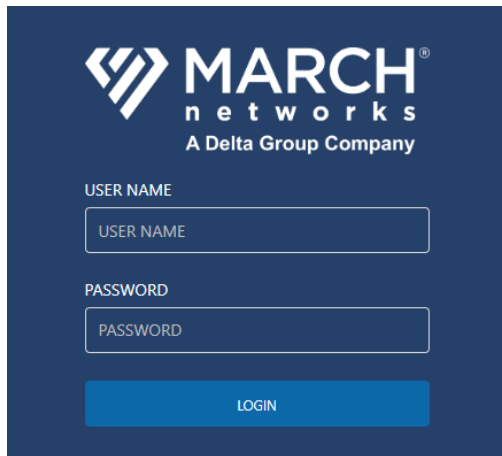 MARCH®
networks
A Delta Group Company
USER NAME
USER NAME
PASSWORD
PASSWORD
LOGIN